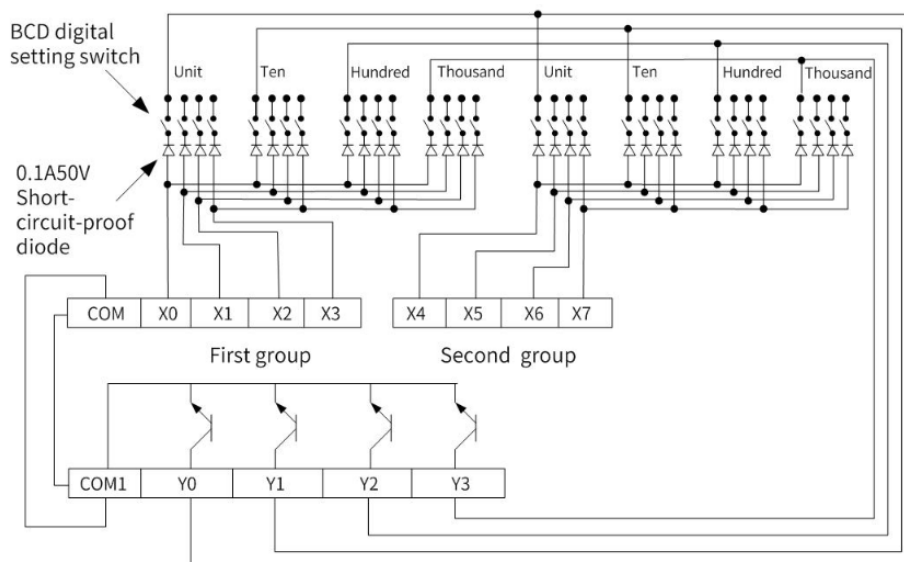 BCD digital
setting switch
Unit
Ten
Hundred
Thousand
Unit
Ten
Hundred
Thousand
0.1A50V
Short-
circuit-proof
diode
COM X0 X1 X2 X3
X4 X5 X6 X7
First group
Second group
COM1 Y0 Y1 Y2 Y3